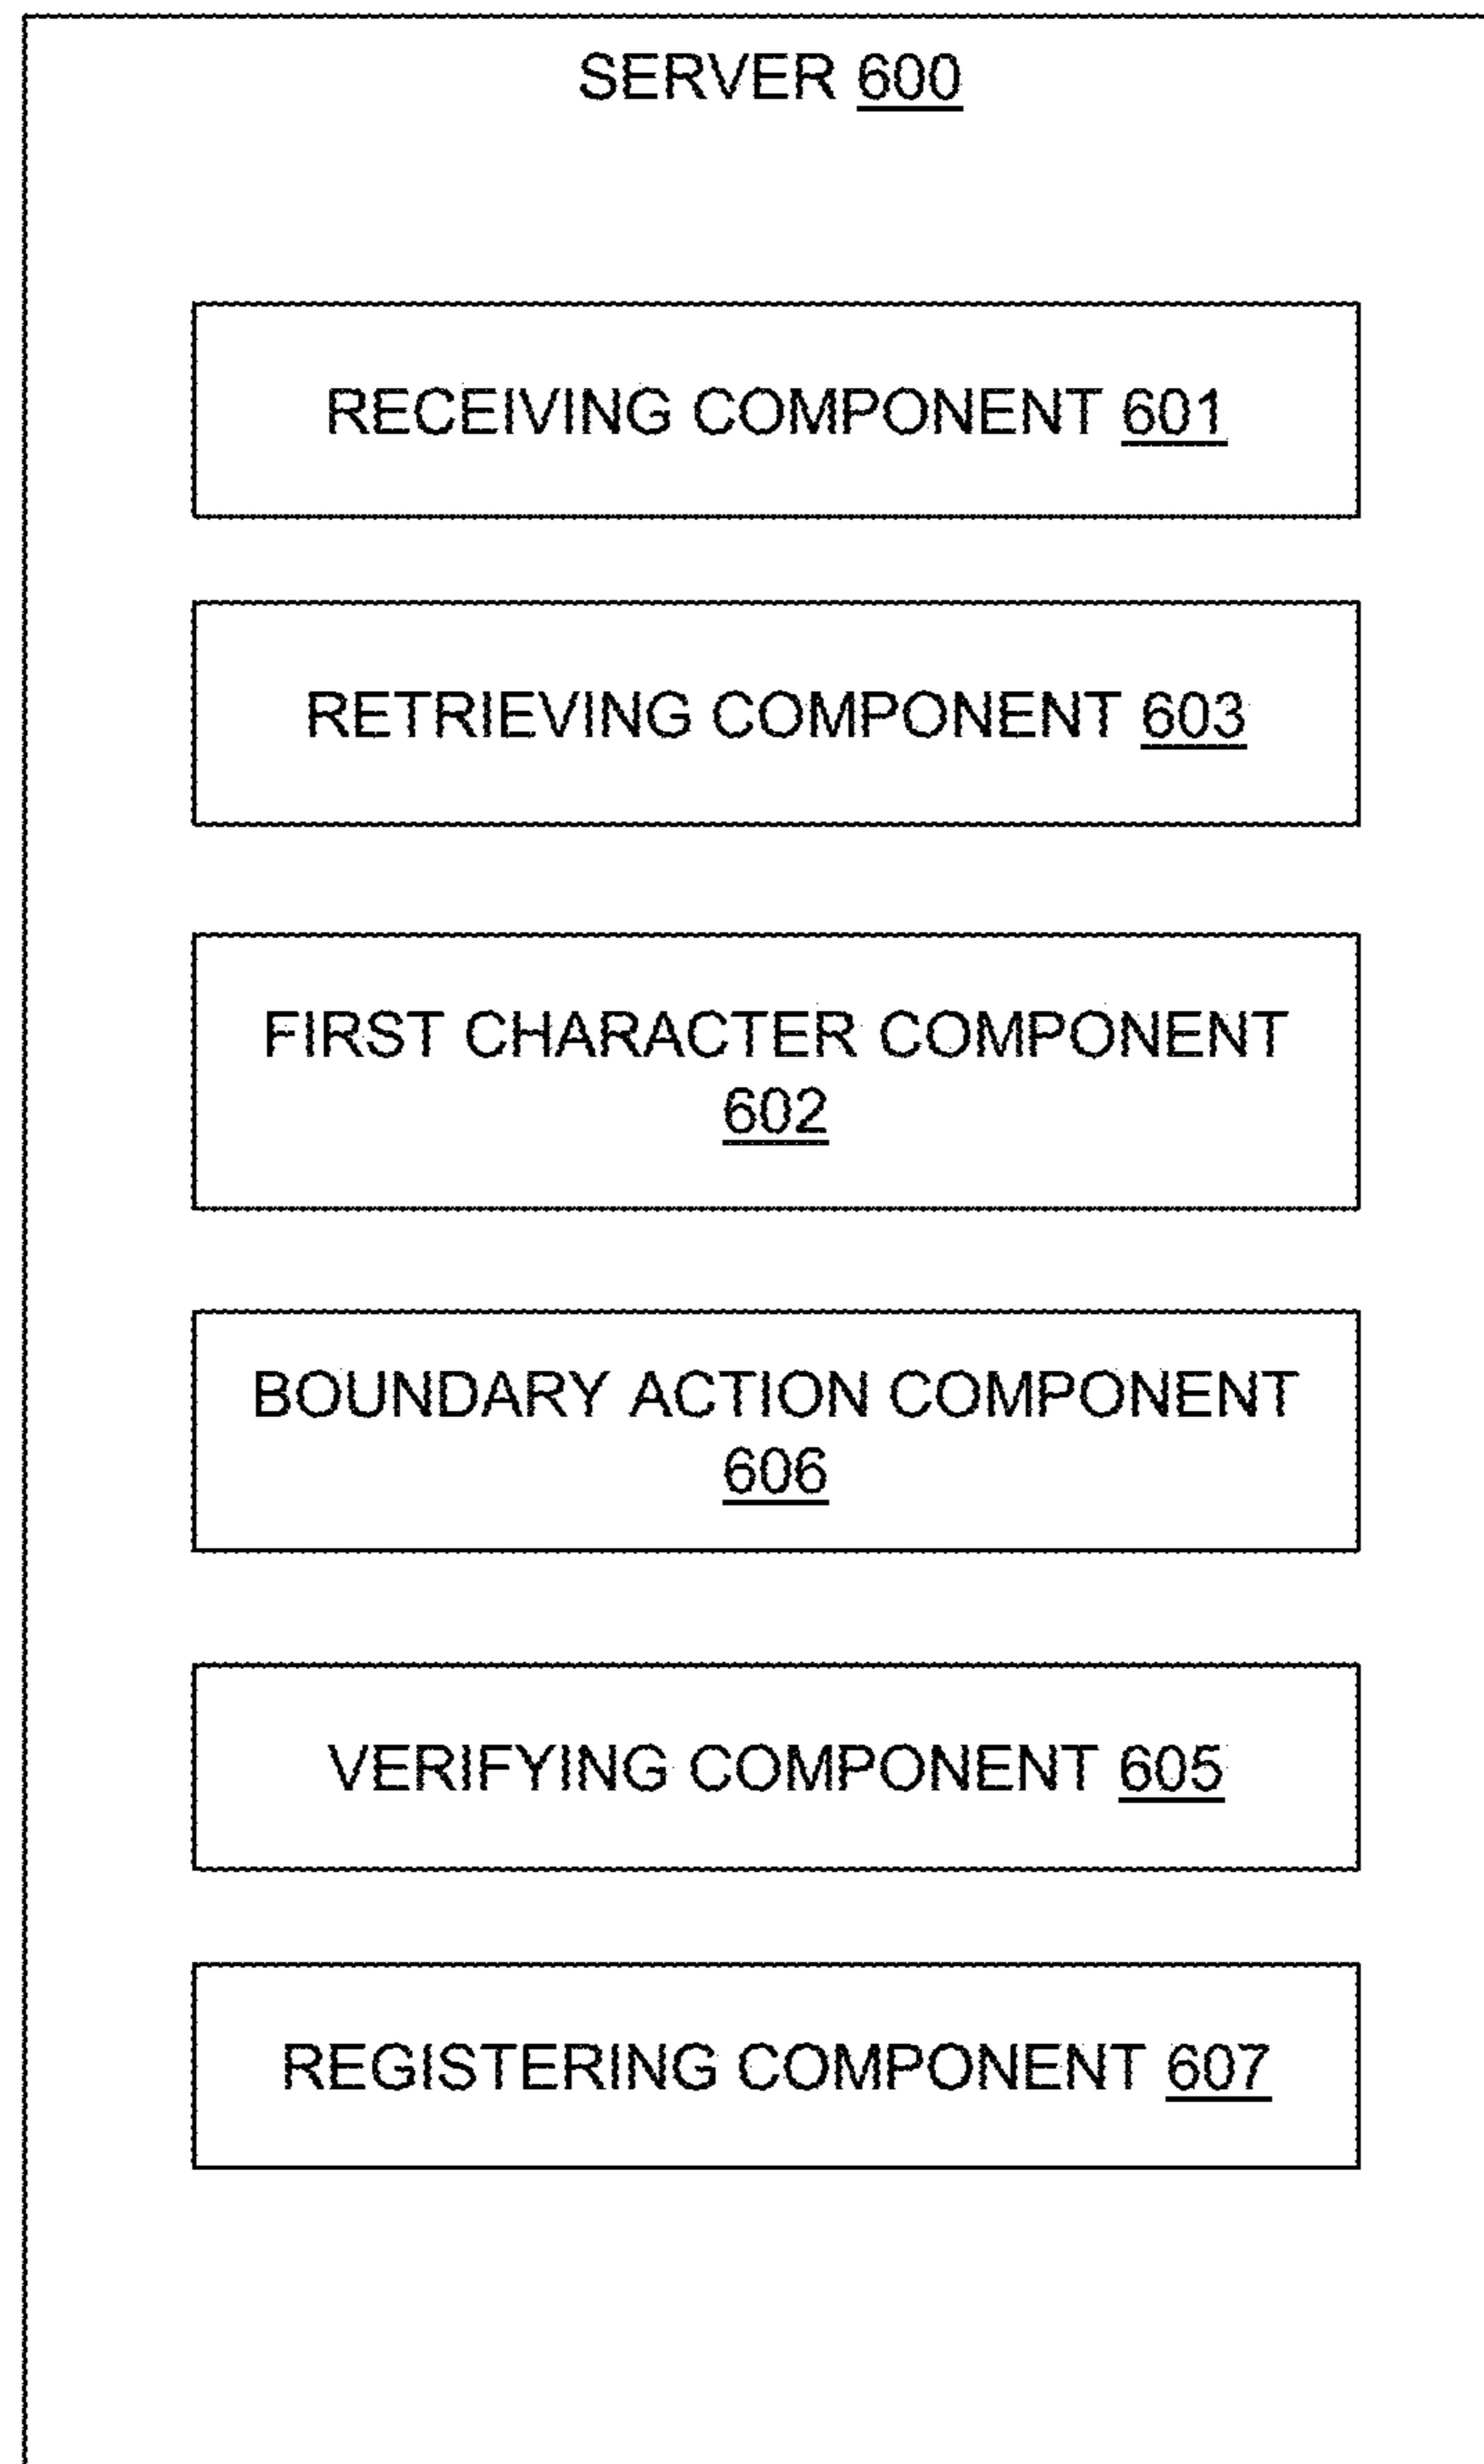 SERVER 600
RECEIVING COMPONENT 601
RETRIEVING COMPONENT 603
FIRST CHARACTER COMPONENT
602
BOUNDARY ACTION COMPONENT
606
VERIFYING COMPONENT 605
REGISTERING COMPONENT 607